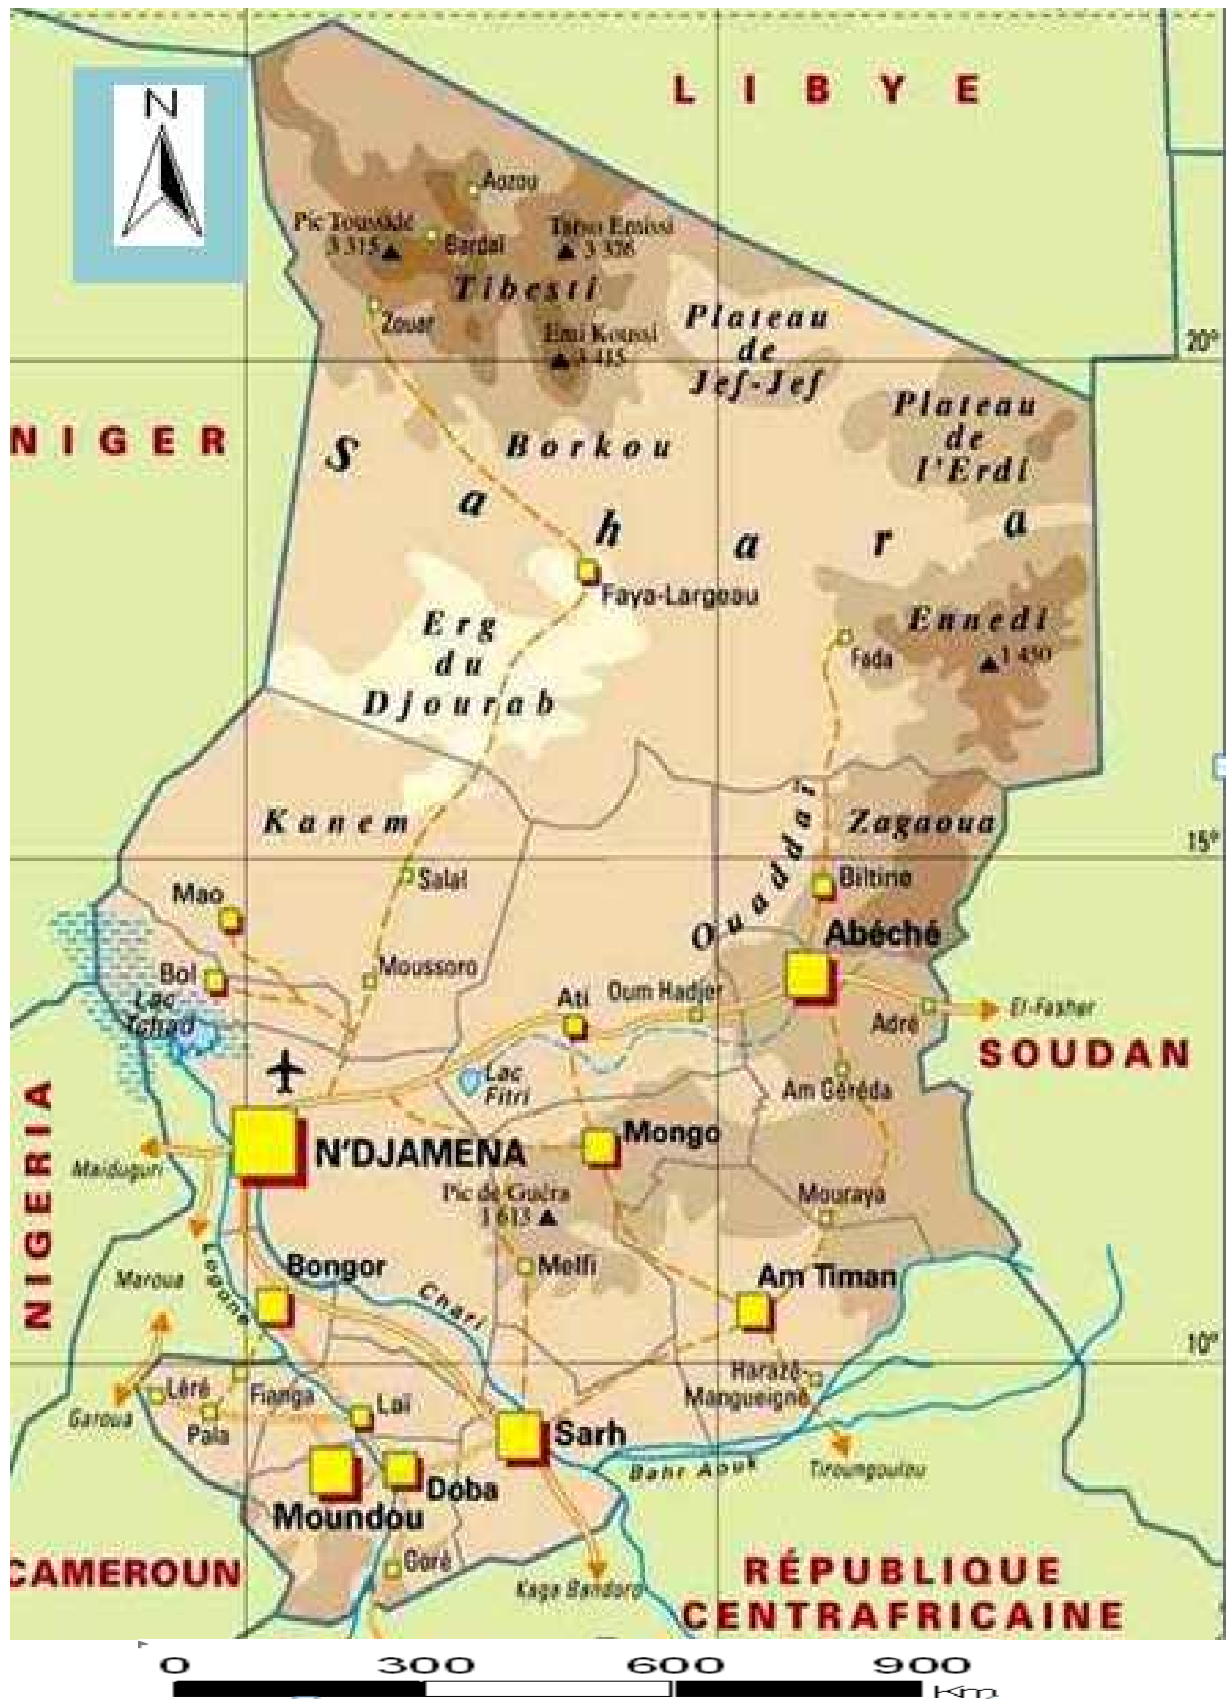 L I B Y E
N
Aozou
Pic Toussidé
3 315
Bardaï
Tarso Emissi
3 376
Tibesti
Zouar
Emi Koussi
3 415
Plateau
de
Jef-Jef
20°
Plateau
de
l'Erdi
NIGER
Borkou
S a h a r a
Faya-Largeau
Erg
du
Djourab
Ennedi
1 450
Fada
Kanem
Ouaddaï
Zagaoua
15°
Salal
Biltine
Mao
Abéché
Bol
Moussoro
Lac
Tchad
Ati
Oum Hadjer
Adré
El-Fasher
SOUDAN
Lac
Fitri
Am Géréda
NIGERIA
N'DJAMENA
Mongo
Maiduguri
Pic de Guéra
1 613
Mouraya
Bongor
Melfi
Am Timan
Maroua
Logone
Chari
10°
Léré
Fianga
Haraze-
Mangueigne
Garoua
Pala
Laï
Sarh
Bahr Aouk
Tiroungoulou
Doba
Moundou
Goré
CAMEROUN
Kaga Bandoro
RÉPUBLIQUE
CENTRAFRICAINE
0 300 600 900
Km